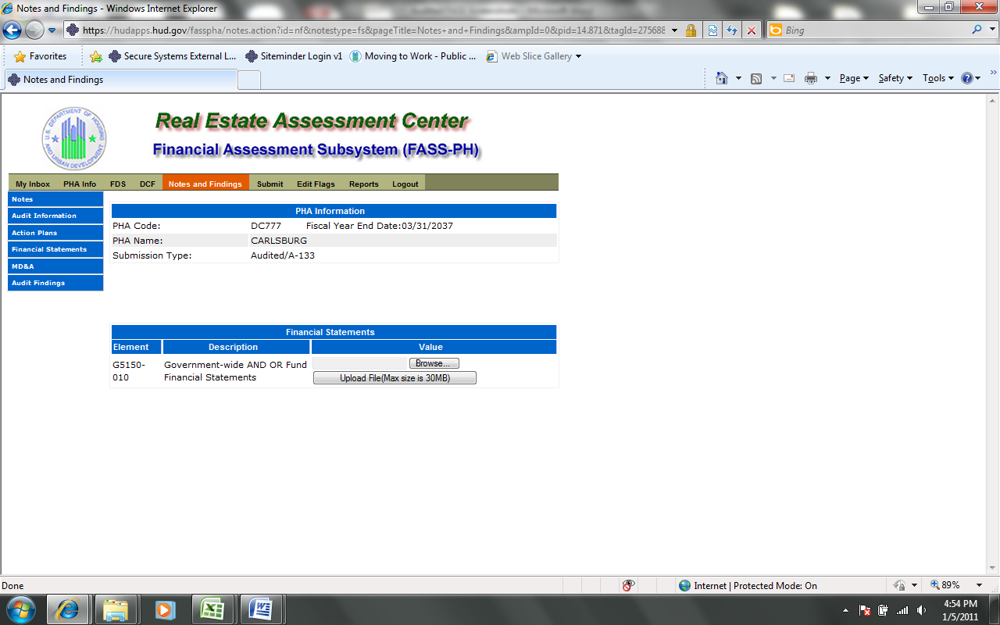 Notes and Findings - Windows Internet Explorer
https://hudapps.hud.gov/fasspha/notes.action?id=nf&notestype=fs&pageTitle=Notes+and+Findings&ampId=0&pid=14.871&tagId=275688
Bing
Favorites
Secure Systems External L...
Siteminder Login v1
Moving to Work - Public ...
Web Slice Gallery
Notes and Findings
Page
Safety
Tools
U.S. DEPARTMENT OF HOUSING AND URBAN DEVELOPMENT
Real Estate Assessment Center
Financial Assessment Subsystem (FASS-PH)
My Inbox PHA Info FDS DCF Notes and Findings Submit Edit Flags Reports Logout
Notes
Audit Information
Action Plans
Financial Statements
MD&A
Audit Findings
PHA Information
PHA Code: DC777 Fiscal Year End Date:03/31/2037
PHA Name: CARLSBURG
Submission Type: Audited/A-133
Financial Statements
Element Description Value
G5150-010 Government-wide AND OR Fund Financial Statements
Browse...
Upload File(Max size is 30MB)
Done
Internet | Protected Mode: On
89%
4:54 PM
1/5/2011